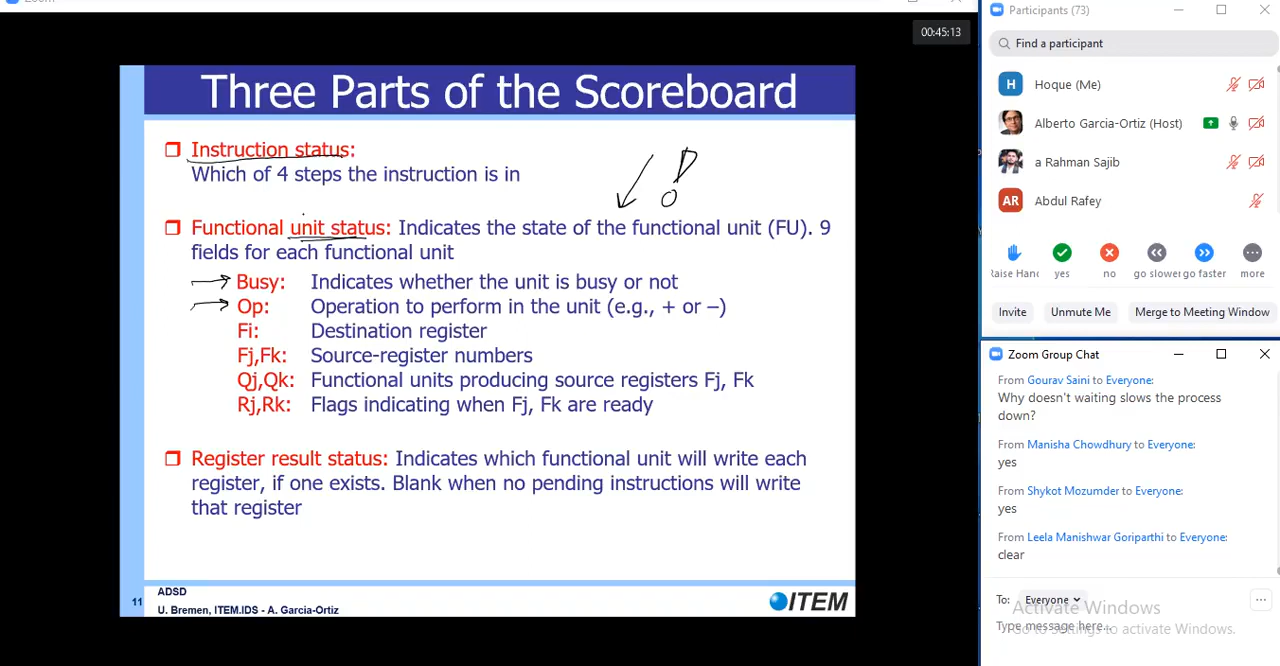 Zoom
00:45:13
Three Parts of the Scoreboard
Instruction status:
Which of 4 steps the instruction is in
Functional unit status: Indicates the state of the functional unit (FU). 9
fields for each functional unit
Busy: Indicates whether the unit is busy or not
Op: Operation to perform in the unit (e.g., + or –)
Fi: Destination register
Fj,Fk: Source-register numbers
Qj,Qk: Functional units producing source registers Fj, Fk
Rj,Rk: Flags indicating when Fj, Fk are ready
Register result status: Indicates which functional unit will write each
register, if one exists. Blank when no pending instructions will write
that register
11
ADSD
U. Bremen, ITEM.IDS - A. Garcia-Ortiz
ITEM
Participants (73)
Find a participant
H Hoque (Me)
Alberto Garcia-Ortiz (Host)
a Rahman Sajib
AR Abdul Rafey
Raise Hand yes no go slower go faster more
Invite Unmute Me Merge to Meeting Window
Zoom Group Chat
From Gourav Saini to Everyone:
Why doesn't waiting slows the process
down?
From Manisha Chowdhury to Everyone:
yes
From Shykot Mozumder to Everyone:
yes
From Leela Manishwar Goriparthi to Everyone:
clear
To: Everyone
Activate Windows
Type message here...
Go to Settings to activate Windows.